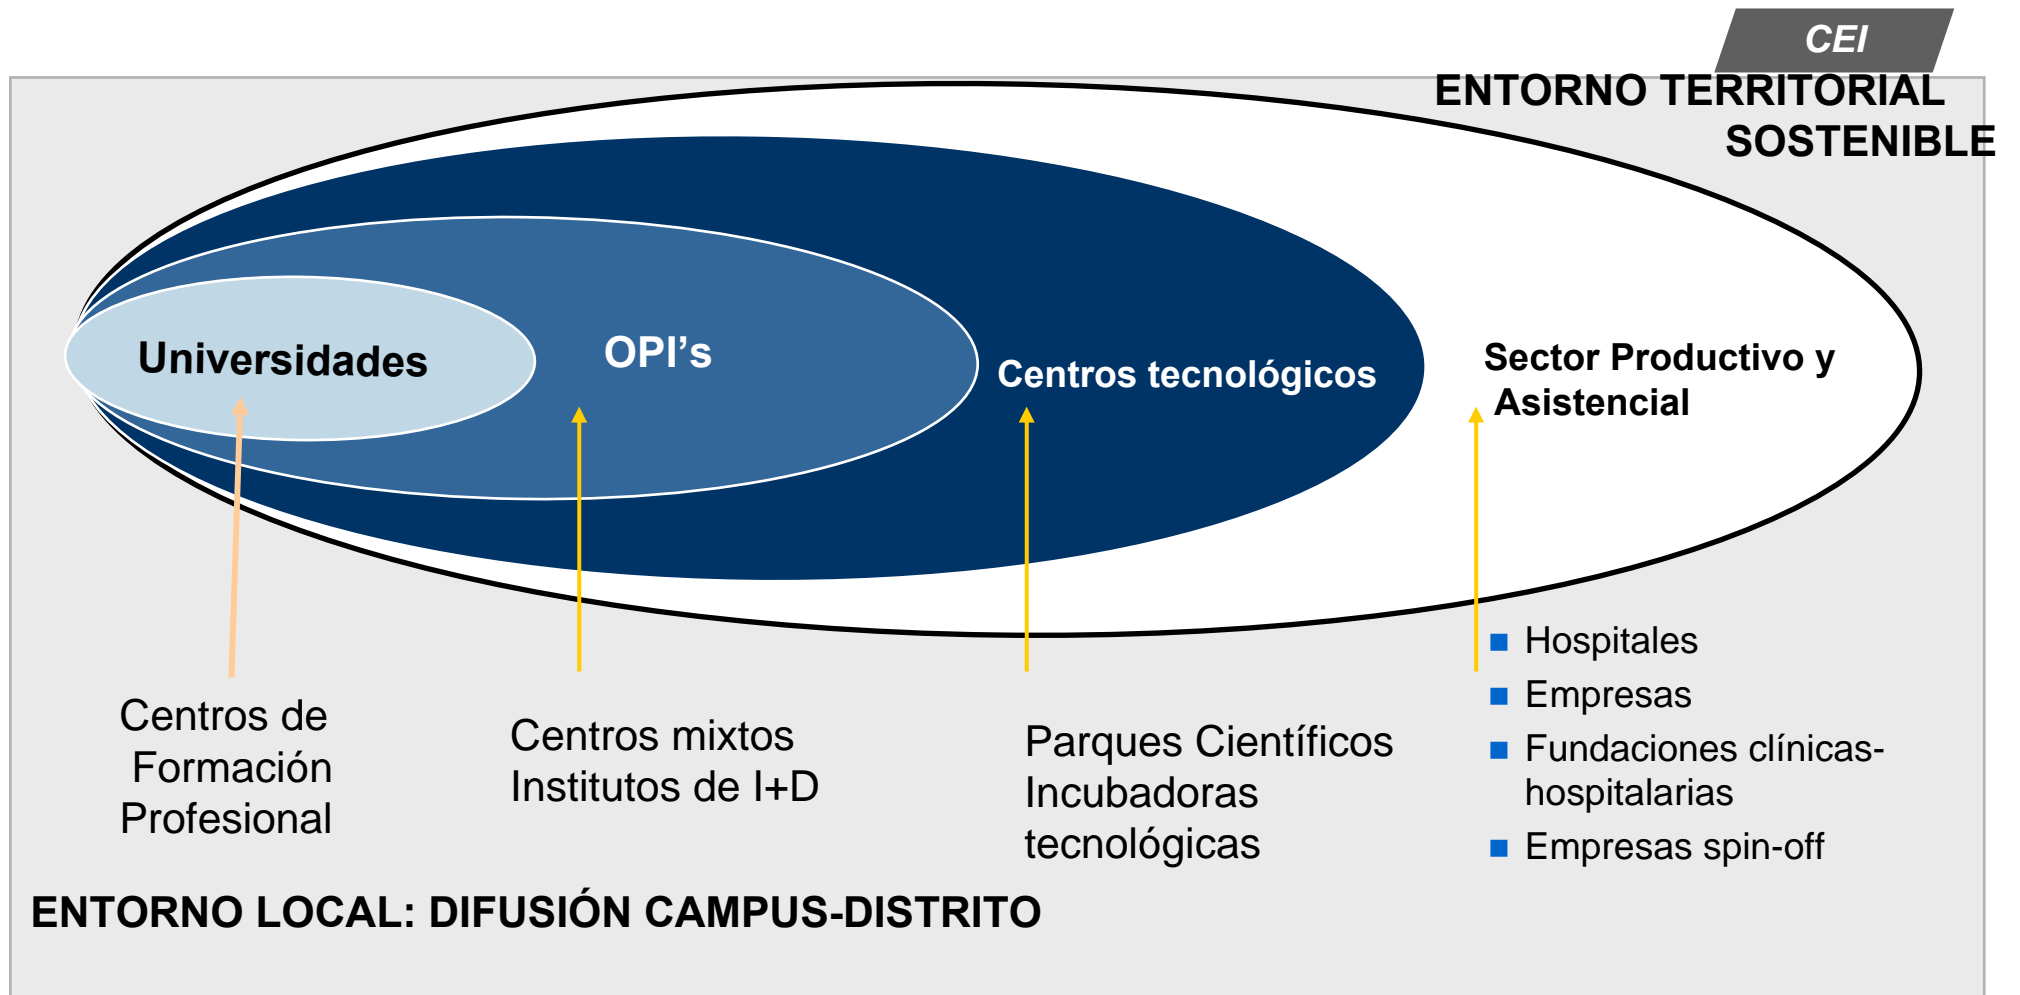 CEI
ENTORNO TERRITORIAL
SOSTENIBLE
Universidades
OPI’s
Centros tecnológicos
Sector Productivo y
Asistencial
Centros de
Formación
Profesional
Centros mixtos
Institutos de I+D
Parques Científicos
Incubadoras
tecnológicas
Hospitales
Empresas
Fundaciones clínicas-
hospitalarias
Empresas spin-off
ENTORNO LOCAL: DIFUSIÓN CAMPUS-DISTRITO